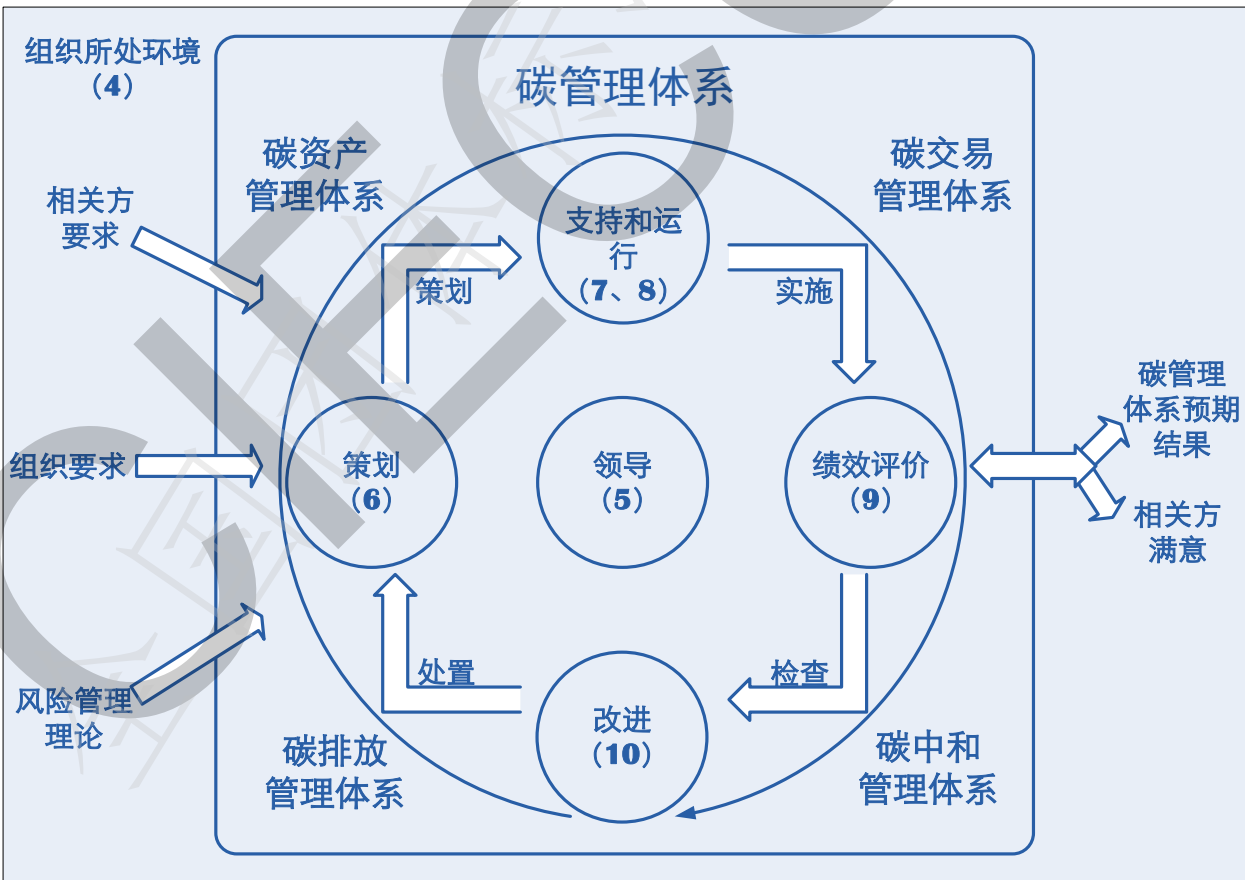 组织所处环境
（4）
碳管理体系
碳资产
管理体系
碳交易
管理体系
相关方
要求
支持和运
行
（7、8）
策划
实施
碳管理
体系预期
结果
组织要求
策划
（6）
领导
（5）
绩效评价
（9）
相关方
满意
处置
检查
风险管理
理论
改进
（10）
碳排放
管理体系
碳中和
管理体系
CIEC